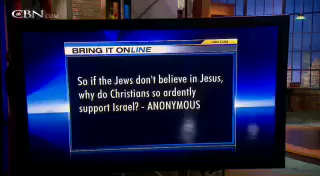 CBN.COM
BRING IT ONLINE
So if the Jews don't believe in Jesus,
why do Christians so ardently
support Israel? - ANONYMOUS